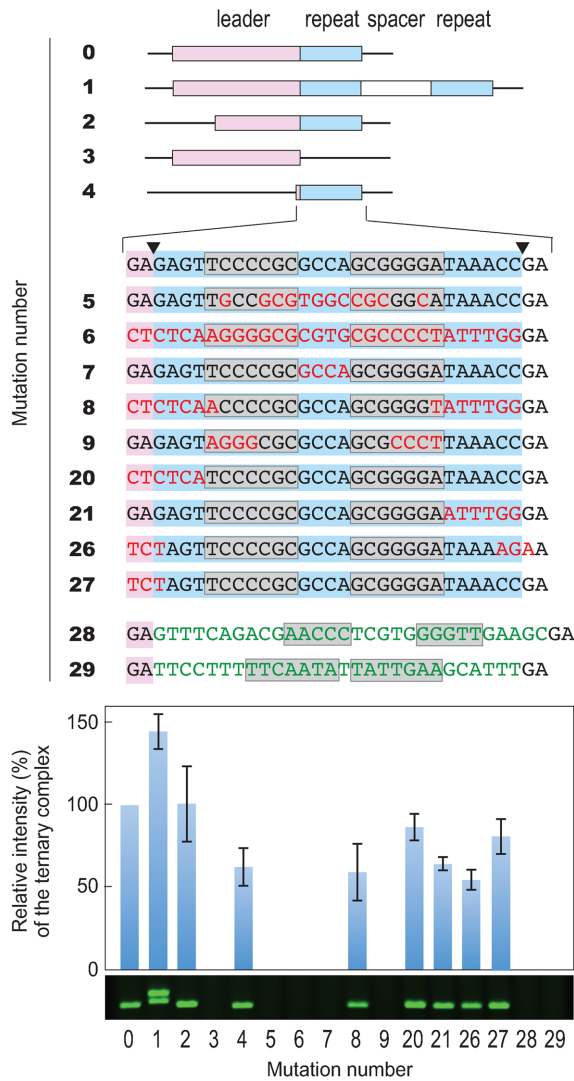 leader repeat spacer repeat
0
1
2
3
4
Mutation number
GAGAGTTCCCCGCGCCAGCGGGGATAAACCGA
5 GAGAGTTGCCGCGTGGCCGCGGCATAAACCGA
6 CTCTCAAGGGGCGCGTGCGCCCCTATTTGGGA
7 GAGAGTTCCCCGCGCCAGCGGGGATAAACCGA
8 CTCTCAACCCCGCGCCAGCGGGGTATTTGGGA
9 GAGAGTAGGGCGCGCCAGCGCCCTTAAACCGA
20 CTCTCATCCCCGCGCCAGCGGGGATAAACCGA
21 GAGAGTTCCCCGCGCCAGCGGGGAATTTGGGA
26 TCTAGTTCCCCGCGCCAGCGGGGATAAAAGAA
27 TCTAGTTCCCCGCGCCAGCGGGGATAAACCGA
28 GAGTTTCAGACGAACCCTCGTGGGGTTGAAGCGA
29 GATTCCTTTTTCAATATTATTGAAGCATTTGA
Relative intensity (%)
of the ternary complex
150
100
50
0
0 1 2 3 4 5 6 7 8 9 20 21 26 27 28 29
Mutation number